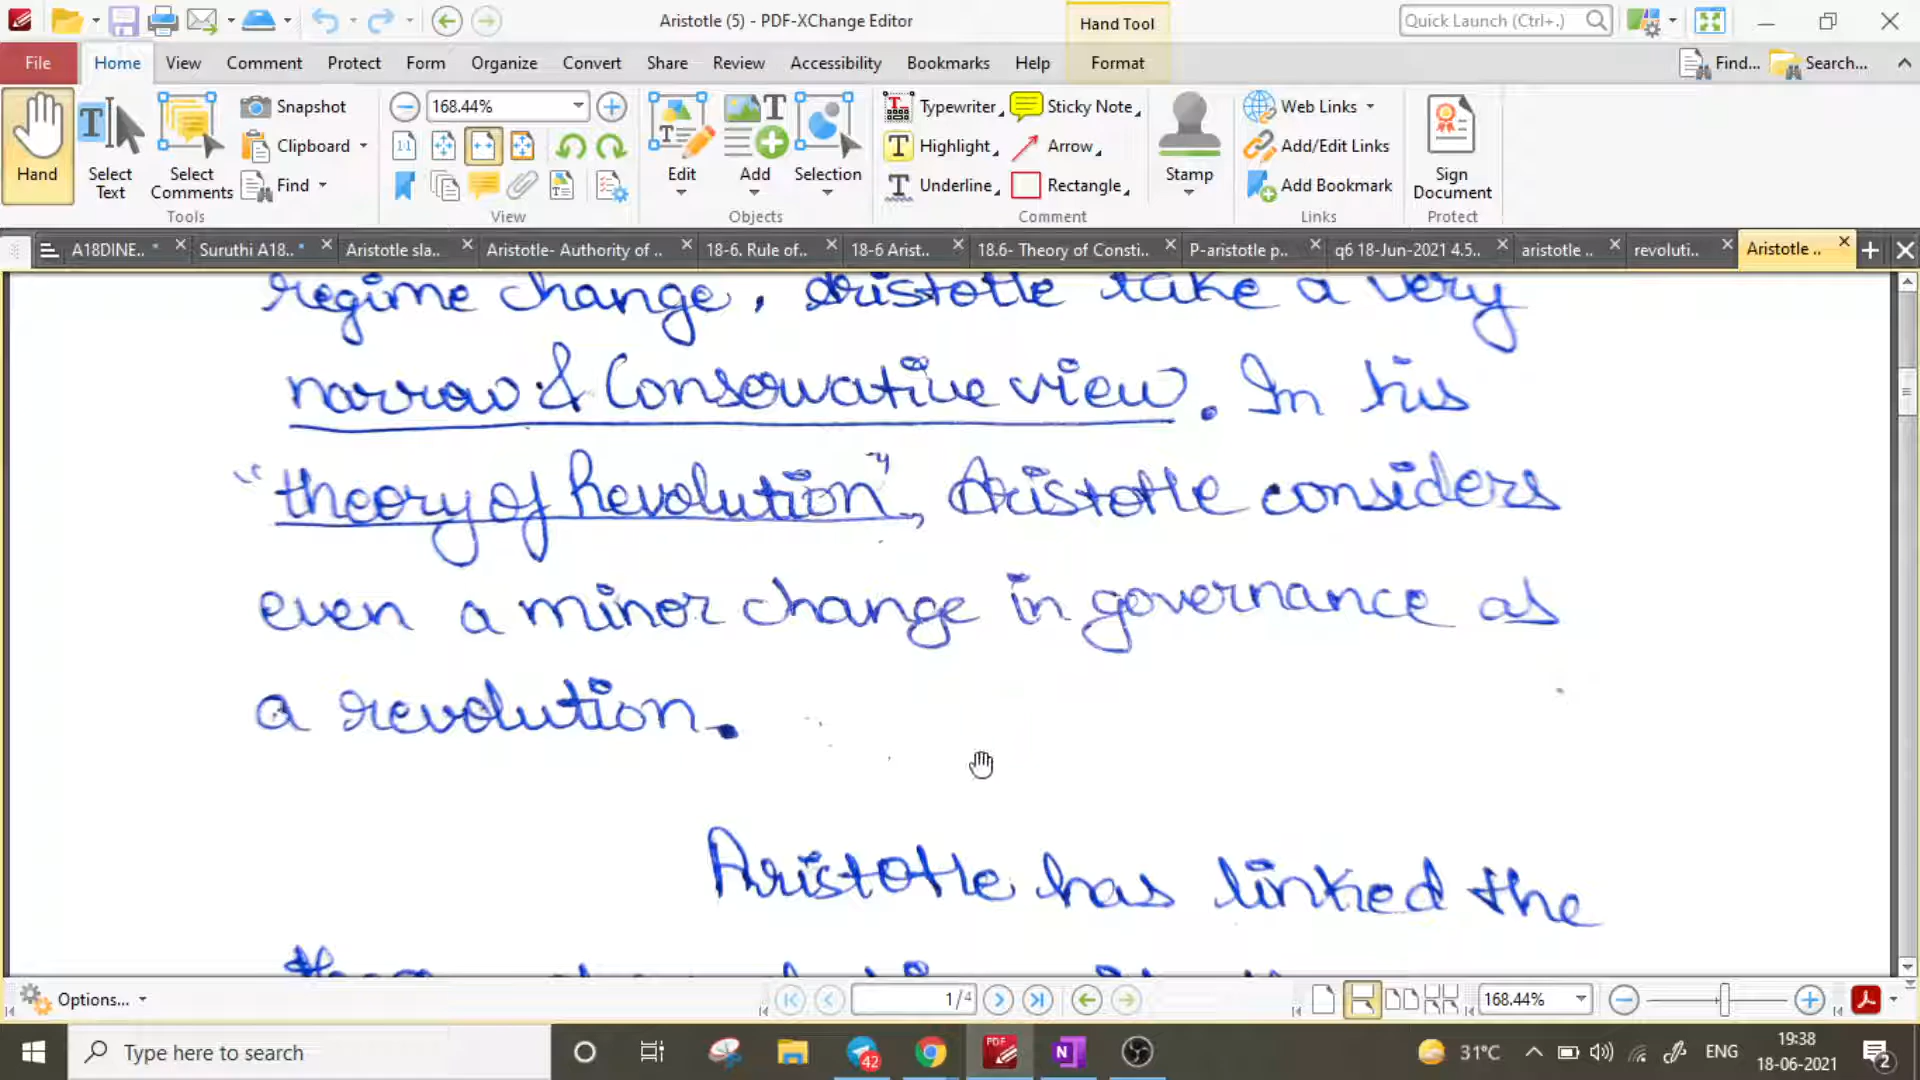 Aristotle (5) - PDF-XChange Editor
Hand Tool
Quick Launch (Ctrl+.)
File Home View Comment Protect Form Organize Convert Share Review Accessibility Bookmarks Help Format Find... Search...
Hand
Select Text
Select Comments
Snapshot
Clipboard
Find
Tools
168.44%
View
Edit
Add
Selection
Objects
Typewriter Sticky Note
Highlight Arrow
Underline Rectangle
Comment
Stamp
Web Links
Add/Edit Links
Add Bookmark
Links
Sign Document
Protect
A18DINE.. * Suruthi A18.. * Aristotle sla.. Aristotle- Authority of .. 18-6. Rule of.. 18-6 Arist.. 18.6- Theory of Consti.. P-aristotle p.. q6 18-Jun-2021 4.5.. aristotle .. revoluti.. Aristotle ..
regime change, Aristotle take a very
narrow & Conservative view. In his
"theory of Revolution", Aristotle considers
even a minor change in governance as
a revolution.
Aristotle has linked the
Options... 1/4 168.44%
Type here to search 42 31°C ENG 19:38 18-06-2021 2